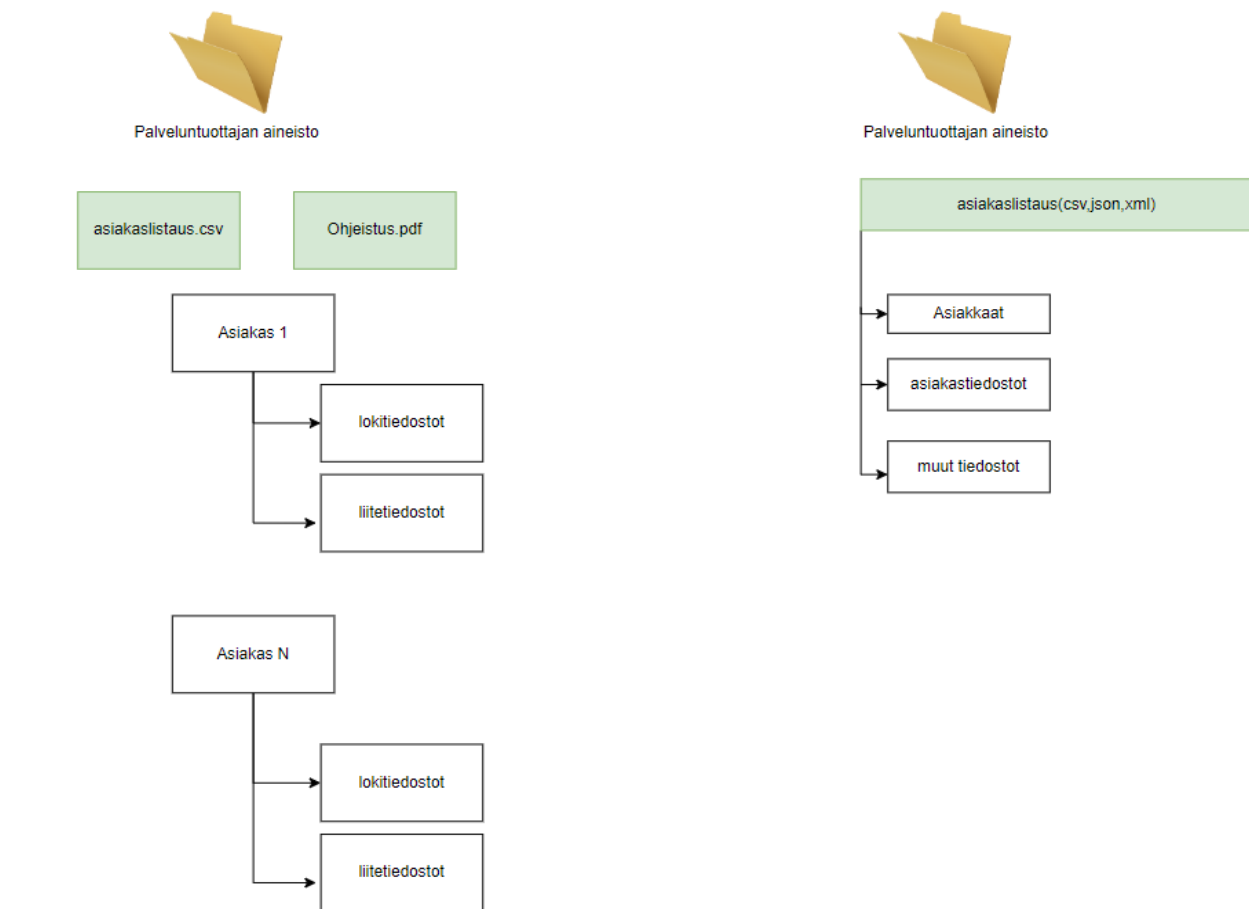 Palveluntuottajan aineisto
asiakaslistaus.csv
Ohjeistus.pdf
Asiakas 1
lokitiedostot
liitetiedostot
Asiakas N
lokitiedostot
liitetiedostot
Palveluntuottajan aineisto
asiakaslistaus(csv,json,xml)
Asiakkaat
asiakastiedostot
muut tiedostot